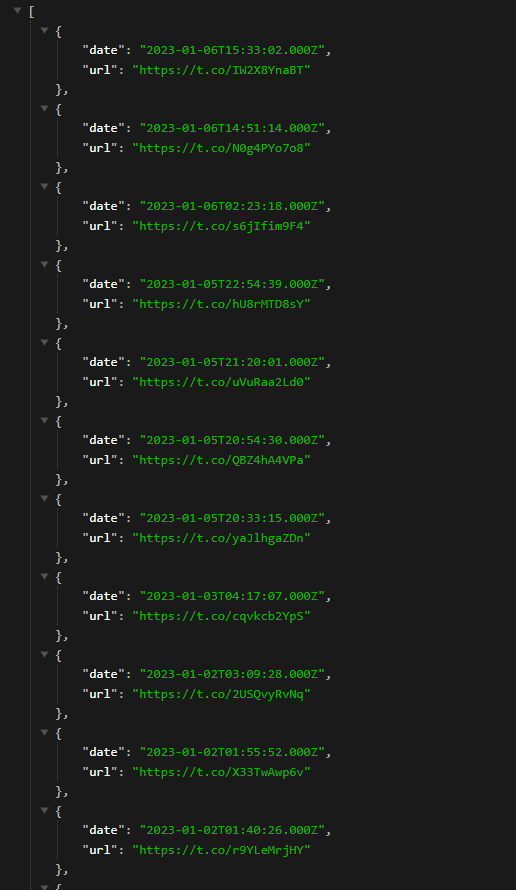 [
{
"date": "2023-01-06T15:33:02.000Z",
"url": "https://t.co/IW2X8YnaBT"
},
{
"date": "2023-01-06T14:51:14.000Z",
"url": "https://t.co/N0g4PYo7o8"
},
{
"date": "2023-01-06T02:23:18.000Z",
"url": "https://t.co/s6jIfim9F4"
},
{
"date": "2023-01-05T22:54:39.000Z",
"url": "https://t.co/hU8rMTD8sY"
},
{
"date": "2023-01-05T21:20:01.000Z",
"url": "https://t.co/uVuRaa2Ld0"
},
{
"date": "2023-01-05T20:54:30.000Z",
"url": "https://t.co/QBZ4hA4VPa"
},
{
"date": "2023-01-05T20:33:15.000Z",
"url": "https://t.co/yaJlhgaZDn"
},
{
"date": "2023-01-03T04:17:07.000Z",
"url": "https://t.co/cqvkcb2YpS"
},
{
"date": "2023-01-02T03:09:28.000Z",
"url": "https://t.co/2USQvyRvNq"
},
{
"date": "2023-01-02T01:55:52.000Z",
"url": "https://t.co/X33TwAwp6v"
},
{
"date": "2023-01-02T01:40:26.000Z",
"url": "https://t.co/r9YLeMrjHY"
},
{